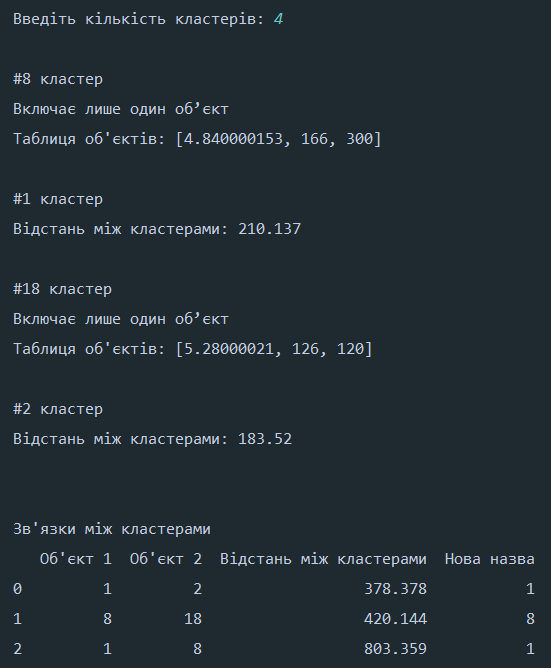 Введіть кількість кластерів: 4
#8 кластер
Включає лише один об’єкт
Таблиця об'єктів: [4.840000153, 166, 300]
#1 кластер
Відстань між кластерами: 210.137
#18 кластер
Включає лише один об’єкт
Таблиця об'єктів: [5.28000021, 126, 120]
#2 кластер
Відстань між кластерами: 183.52
Зв'язки між кластерами
Об'єкт 1 Об'єкт 2 Відстань між кластерами Нова назва
0 1 2 378.378 1
1 8 18 420.144 8
2 1 8 803.359 1